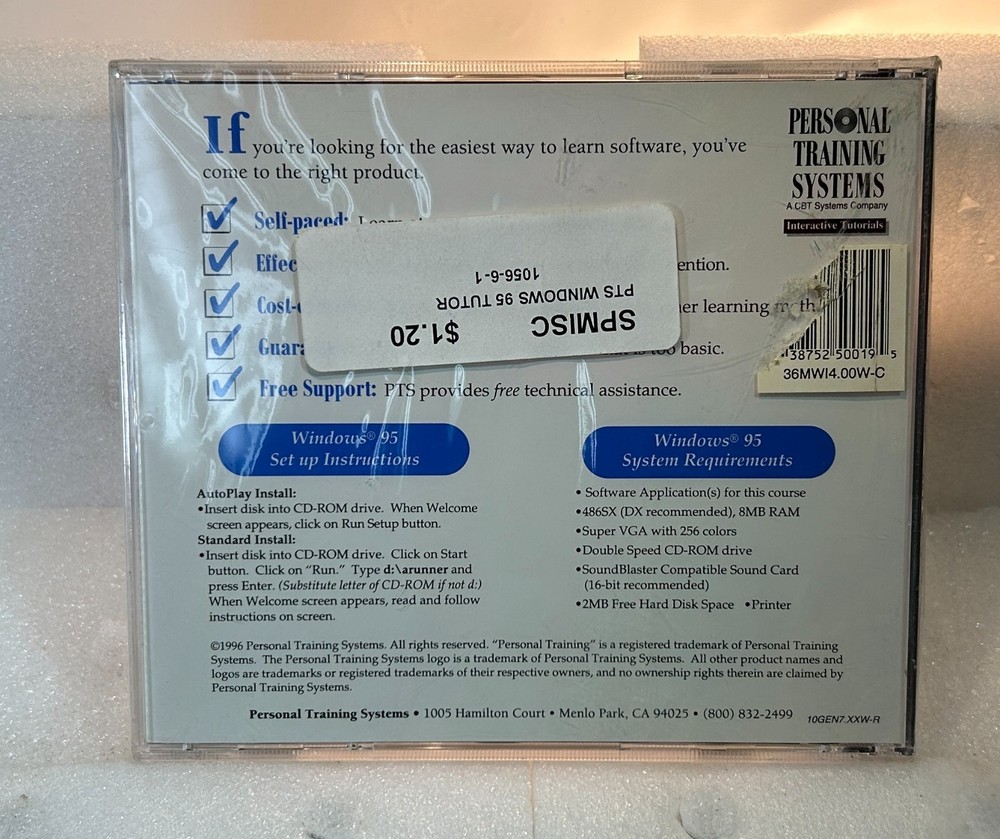 If you're looking for the easiest way to learn software, you've
come to the right product.
PERSONAL
TRAINING
SYSTEMS
A CBT Systems Company
Interactive Tutorials
Self-paced:
ention.
er learning
basic.
Free Support: PTS provides free technical assistance.
1056-6-1
PTS WINDOWS 95 TUTOR
SPMISC $1.20
38752 50019 5
36MWI4.00W-C
Windows® 95
Set up Instructions
AutoPlay Install:
•Insert disk into CD-ROM drive. When Welcome
screen appears, click on Run Setup button.
Standard Install:
•Insert disk into CD-ROM drive. Click on Start
button. Click on "Run." Type d:\arunner and
press Enter. (Substitute letter of CD-ROM if not d:)
When Welcome screen appears, read and follow
instructions on screen.
Windows® 95
System Requirements
• Software Application(s) for this course
•486SX (DX recommended), 8MB RAM
•Super VGA with 256 colors
•Double Speed CD-ROM drive
•SoundBlaster Compatible Sound Card
(16-bit recommended)
•2MB Free Hard Disk Space •Printer
©1996 Personal Training Systems. All rights reserved. "Personal Training" is a registered trademark of Personal Training
Systems. The Personal Training Systems logo is a trademark of Personal Training Systems. All other product names and
logos are trademarks or registered trademarks of their respective owners, and no ownership rights therein are claimed by
Personal Training Systems.
Personal Training Systems • 1005 Hamilton Court • Menlo Park, CA 94025 • (800) 832-2499
10GEN7.XXW-R